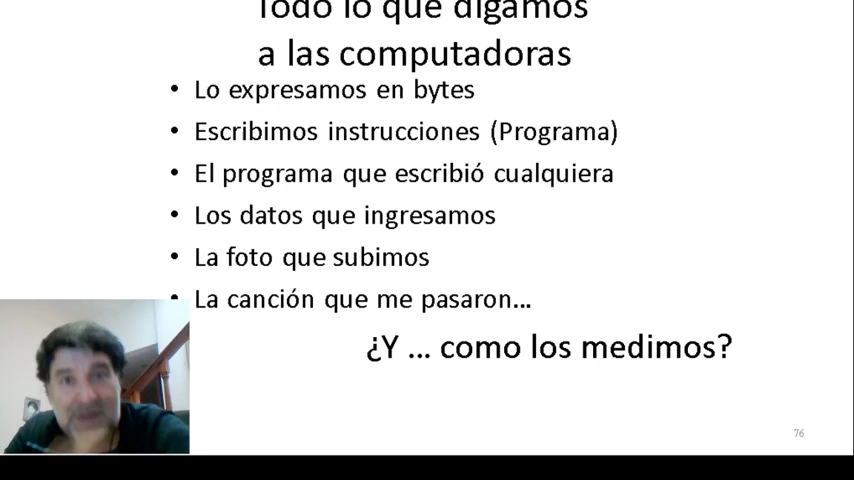 Todo lo que digamos
a las computadoras
• Lo expresamos en bytes
• Escribimos instrucciones (Programa)
• El programa que escribió cualquiera
• Los datos que ingresamos
• La foto que subimos
• La canción que me pasaron...
¿Y ... como los medimos?
76